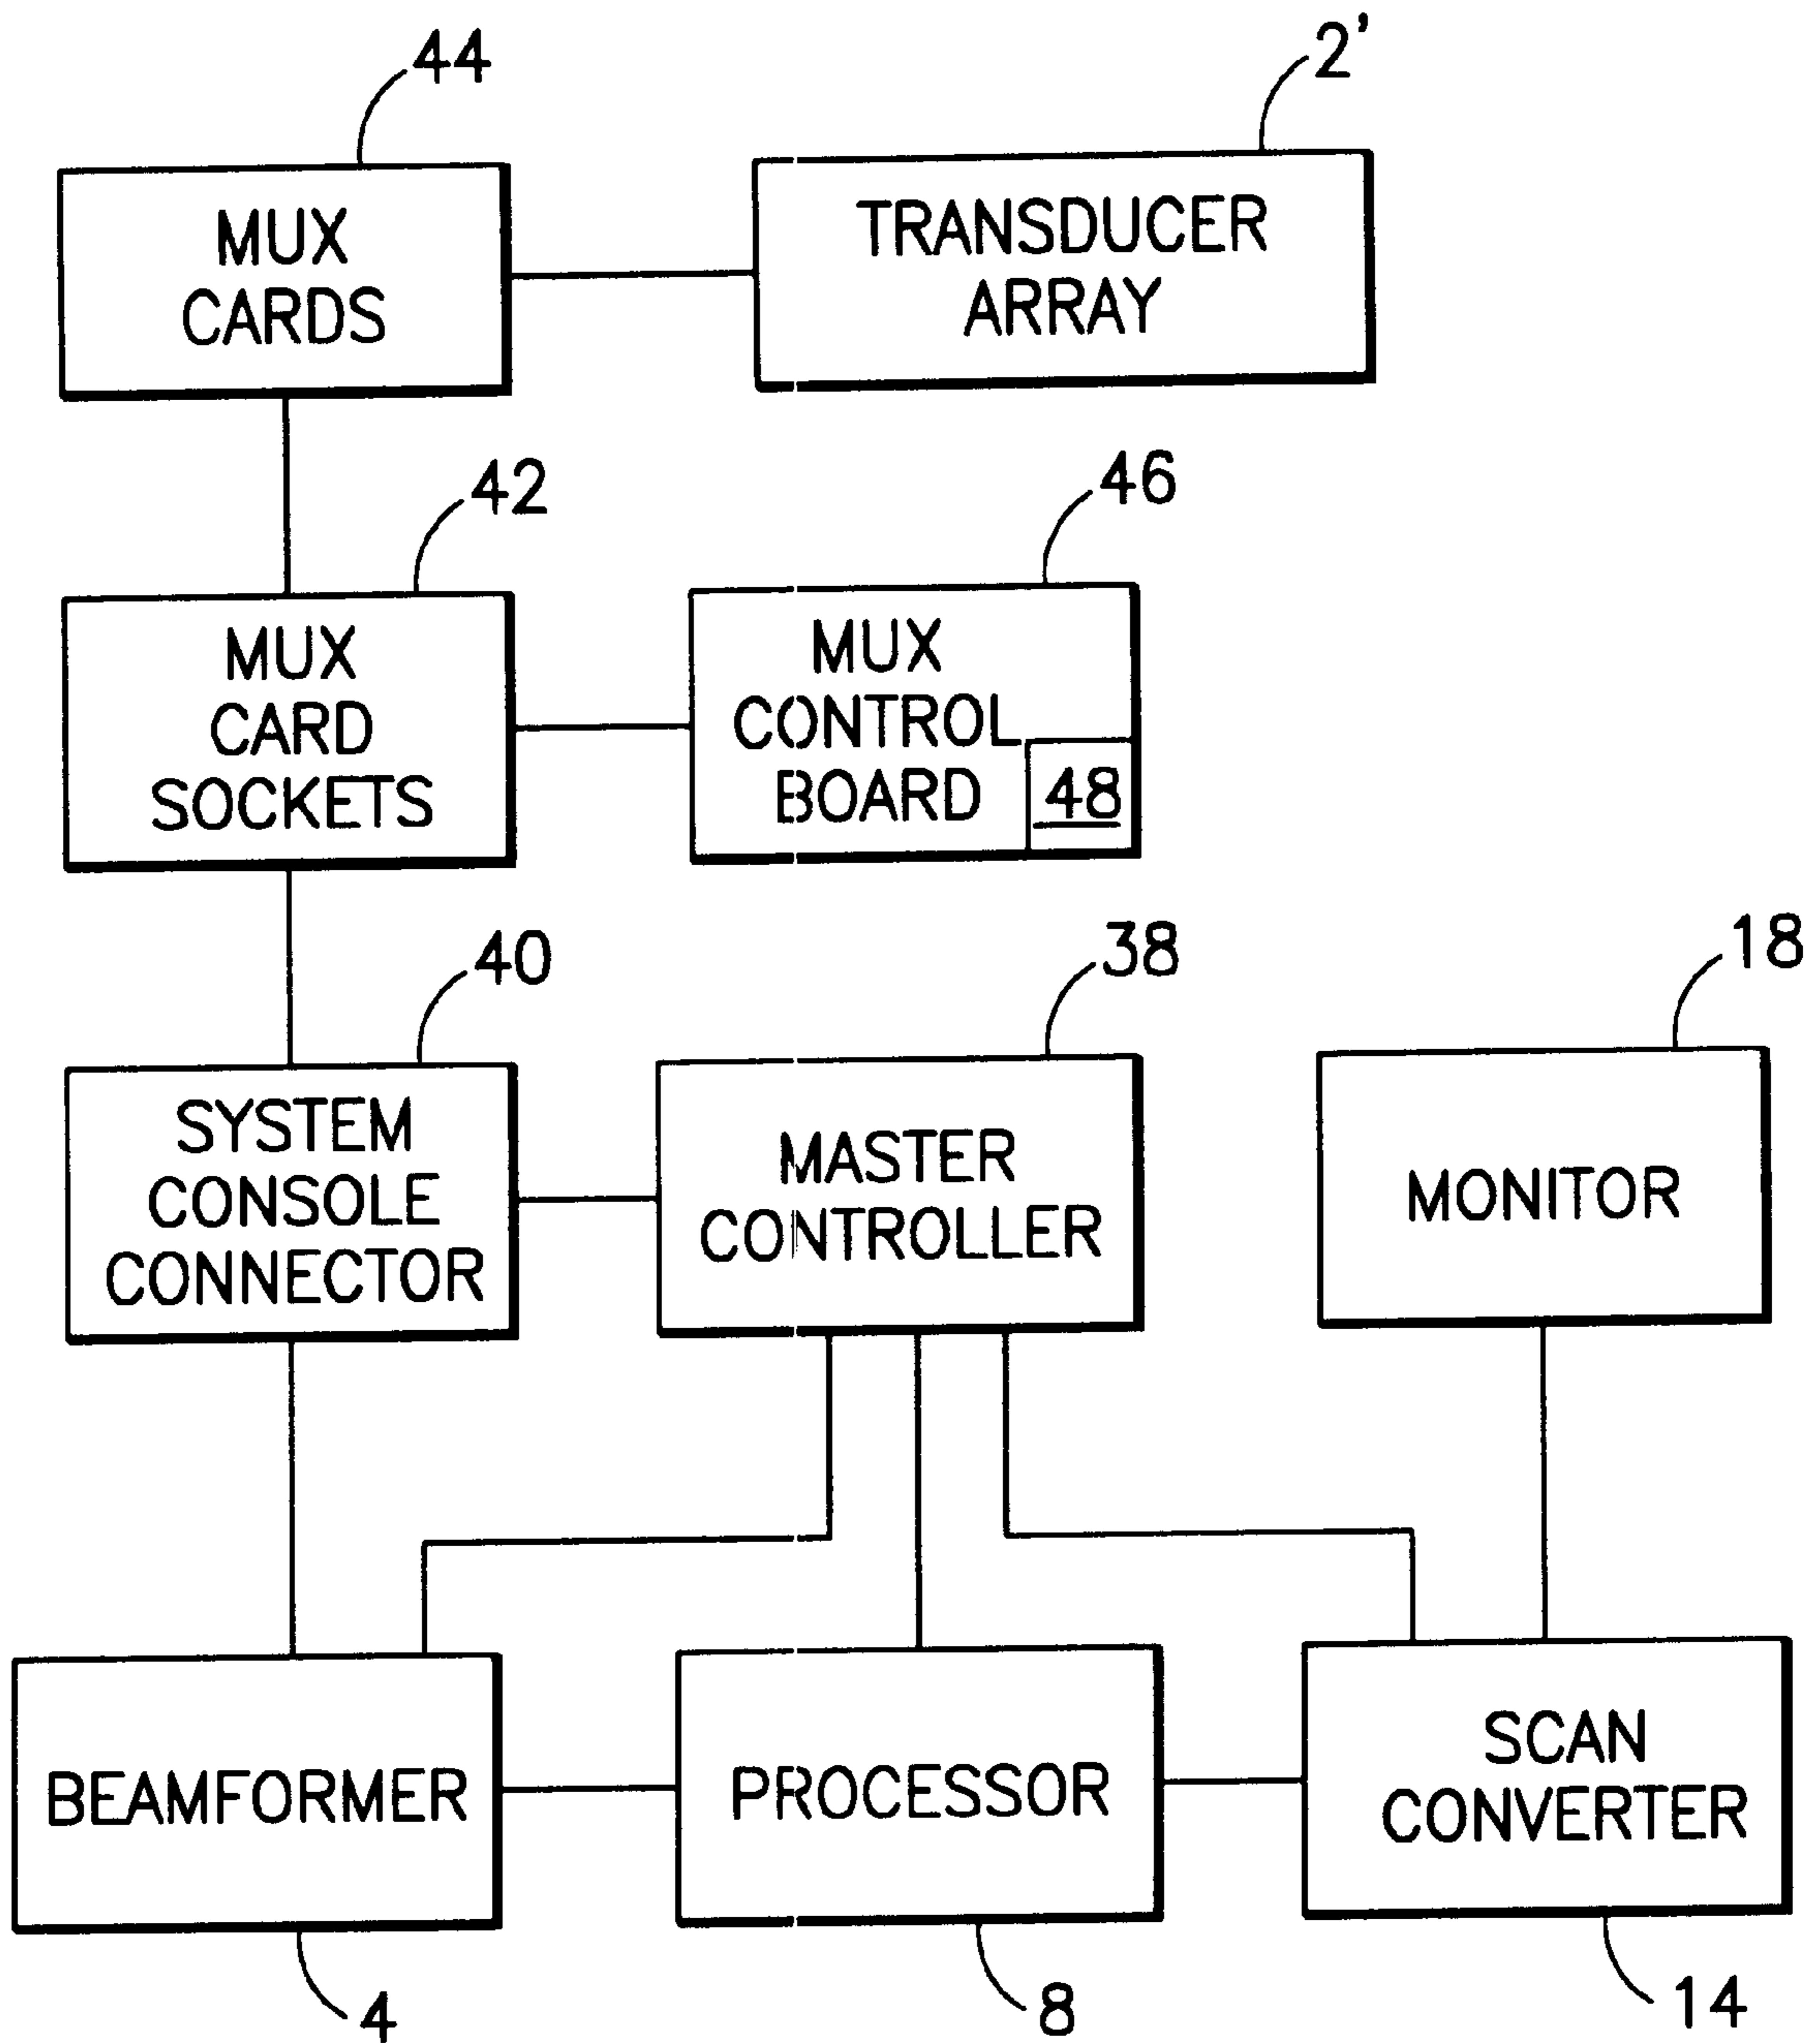 44
2'
MUX
CARDS
TRANSDUCER
ARRAY
42
46
MUX
CARD
SOCKETS
MUX
CONTROL
BOARD
48
40
38
18
SYSTEM
CONSOLE
CONNECTOR
MASTER
CONTROLLER
MONITOR
BEAMFORMER
PROCESSOR
SCAN
CONVERTER
4
8
14